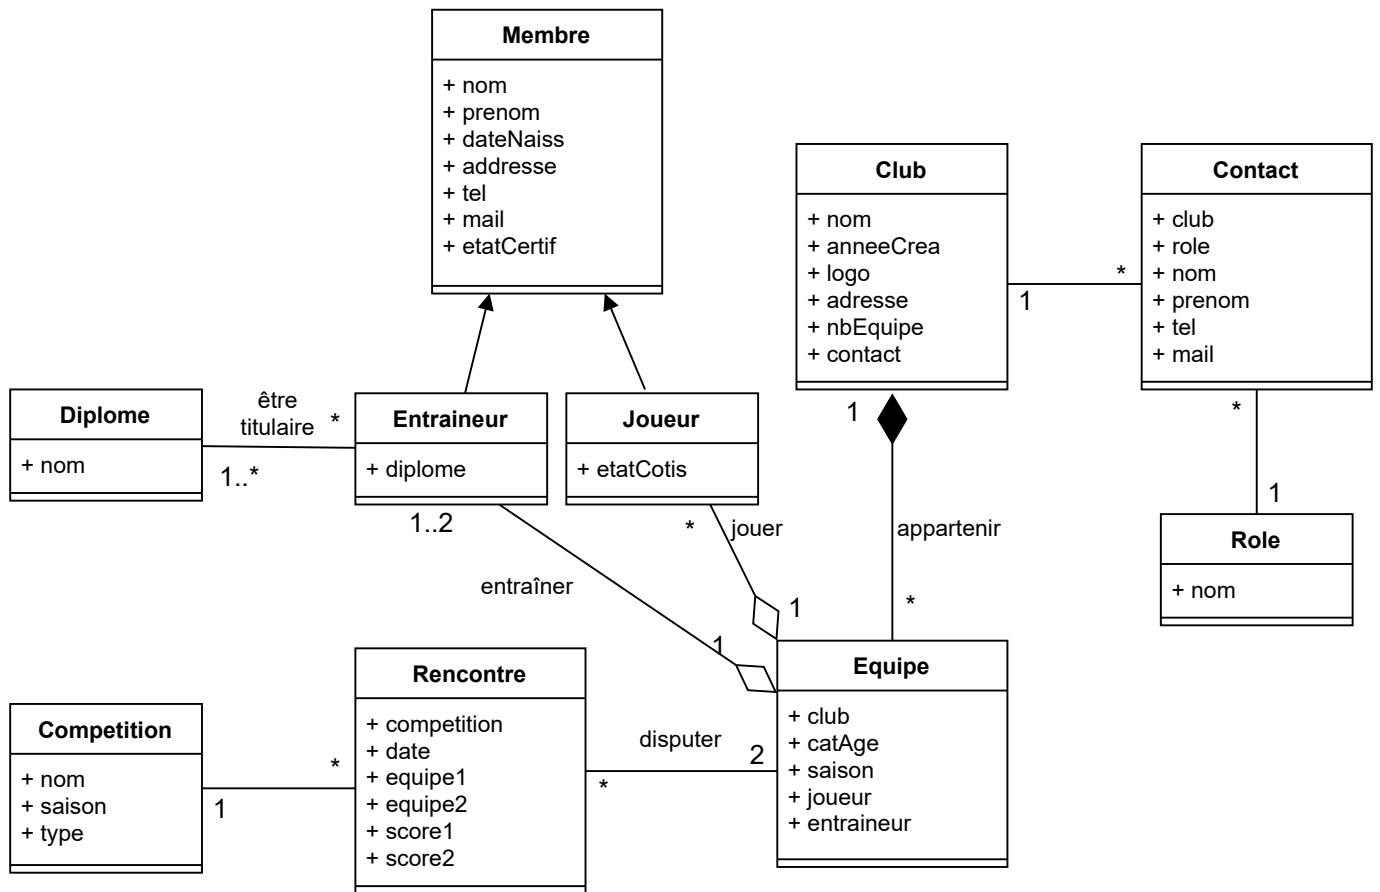 Membre
+ nom
+ prenom
+ dateNaiss
+ addresse
+ tel
+ mail
+ etatCertif
Club
+ nom
+ anneeCrea
+ logo
+ adresse
+ nbEquipe
+ contact
1
*
Contact
+ club
+ role
+ nom
+ prenom
+ tel
+ mail
Diplome
+ nom
être
titulaire
*
1..*
Entraineur
+ diplome
1..2
Joueur
+ etatCotis
*
jouer
1
1
appartenir
*
*
1
Role
+ nom
entraîner
1
Competition
+ nom
+ saison
+ type
1
*
Rencontre
+ competition
+ date
+ equipe1
+ equipe2
+ score1
+ score2
disputer
*
2
Equipe
+ club
+ catAge
+ saison
+ joueur
+ entraineur